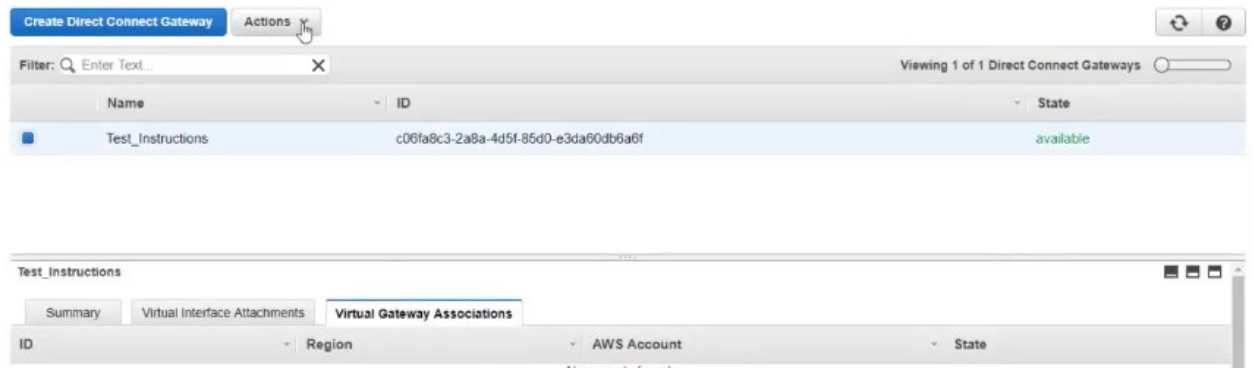 Create Direct Connect Gateway Actions
Filter: Enter Text... Viewing 1 of 1 Direct Connect Gateways
Name ID State
Test_Instructions c06fa8c3-2a8a-4d5f-85d0-e3da60db6a6f available
Test_Instructions
Summary Virtual Interface Attachments Virtual Gateway Associations
ID Region AWS Account State